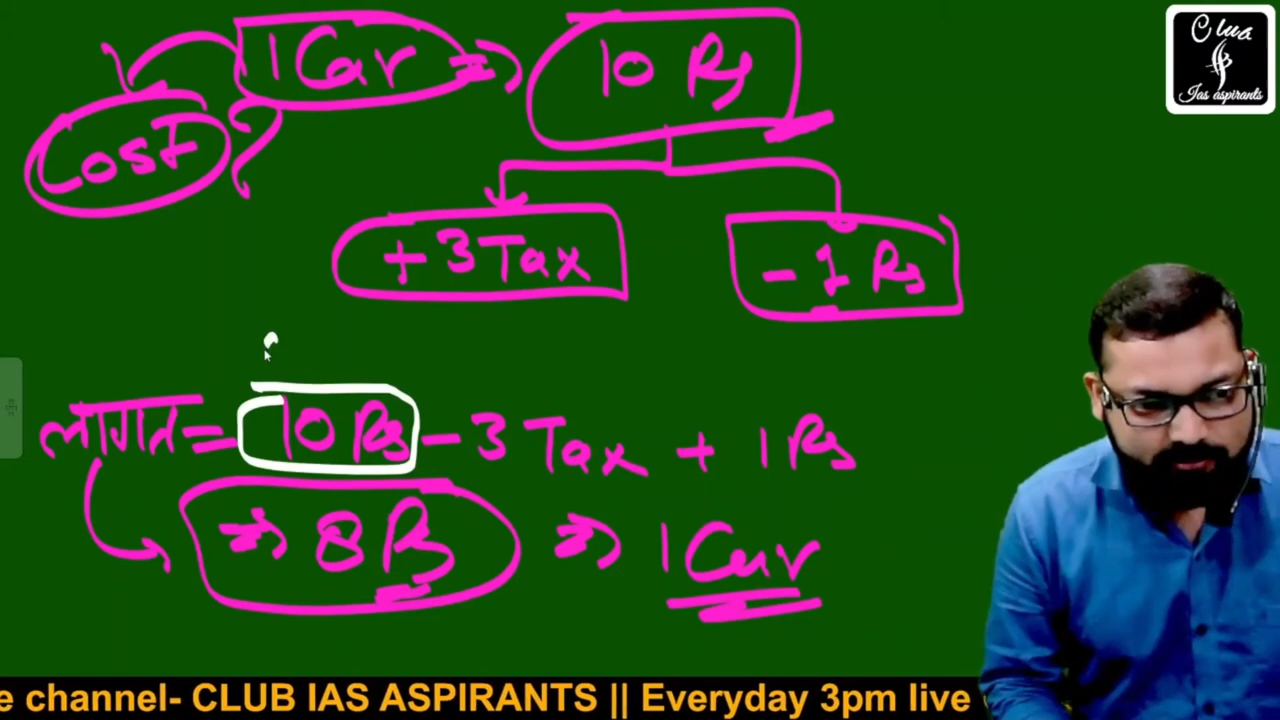 1 Car ⇒ 10 Rs
Cost
+ 3 Tax
- 1 Rs
लागत = 10 Rs - 3 Tax + 1 Rs
⇒ 8 Rs ⇒ 1 Car
Club
Ias aspirants
e channel- CLUB IAS ASPIRANTS || Everyday 3pm live